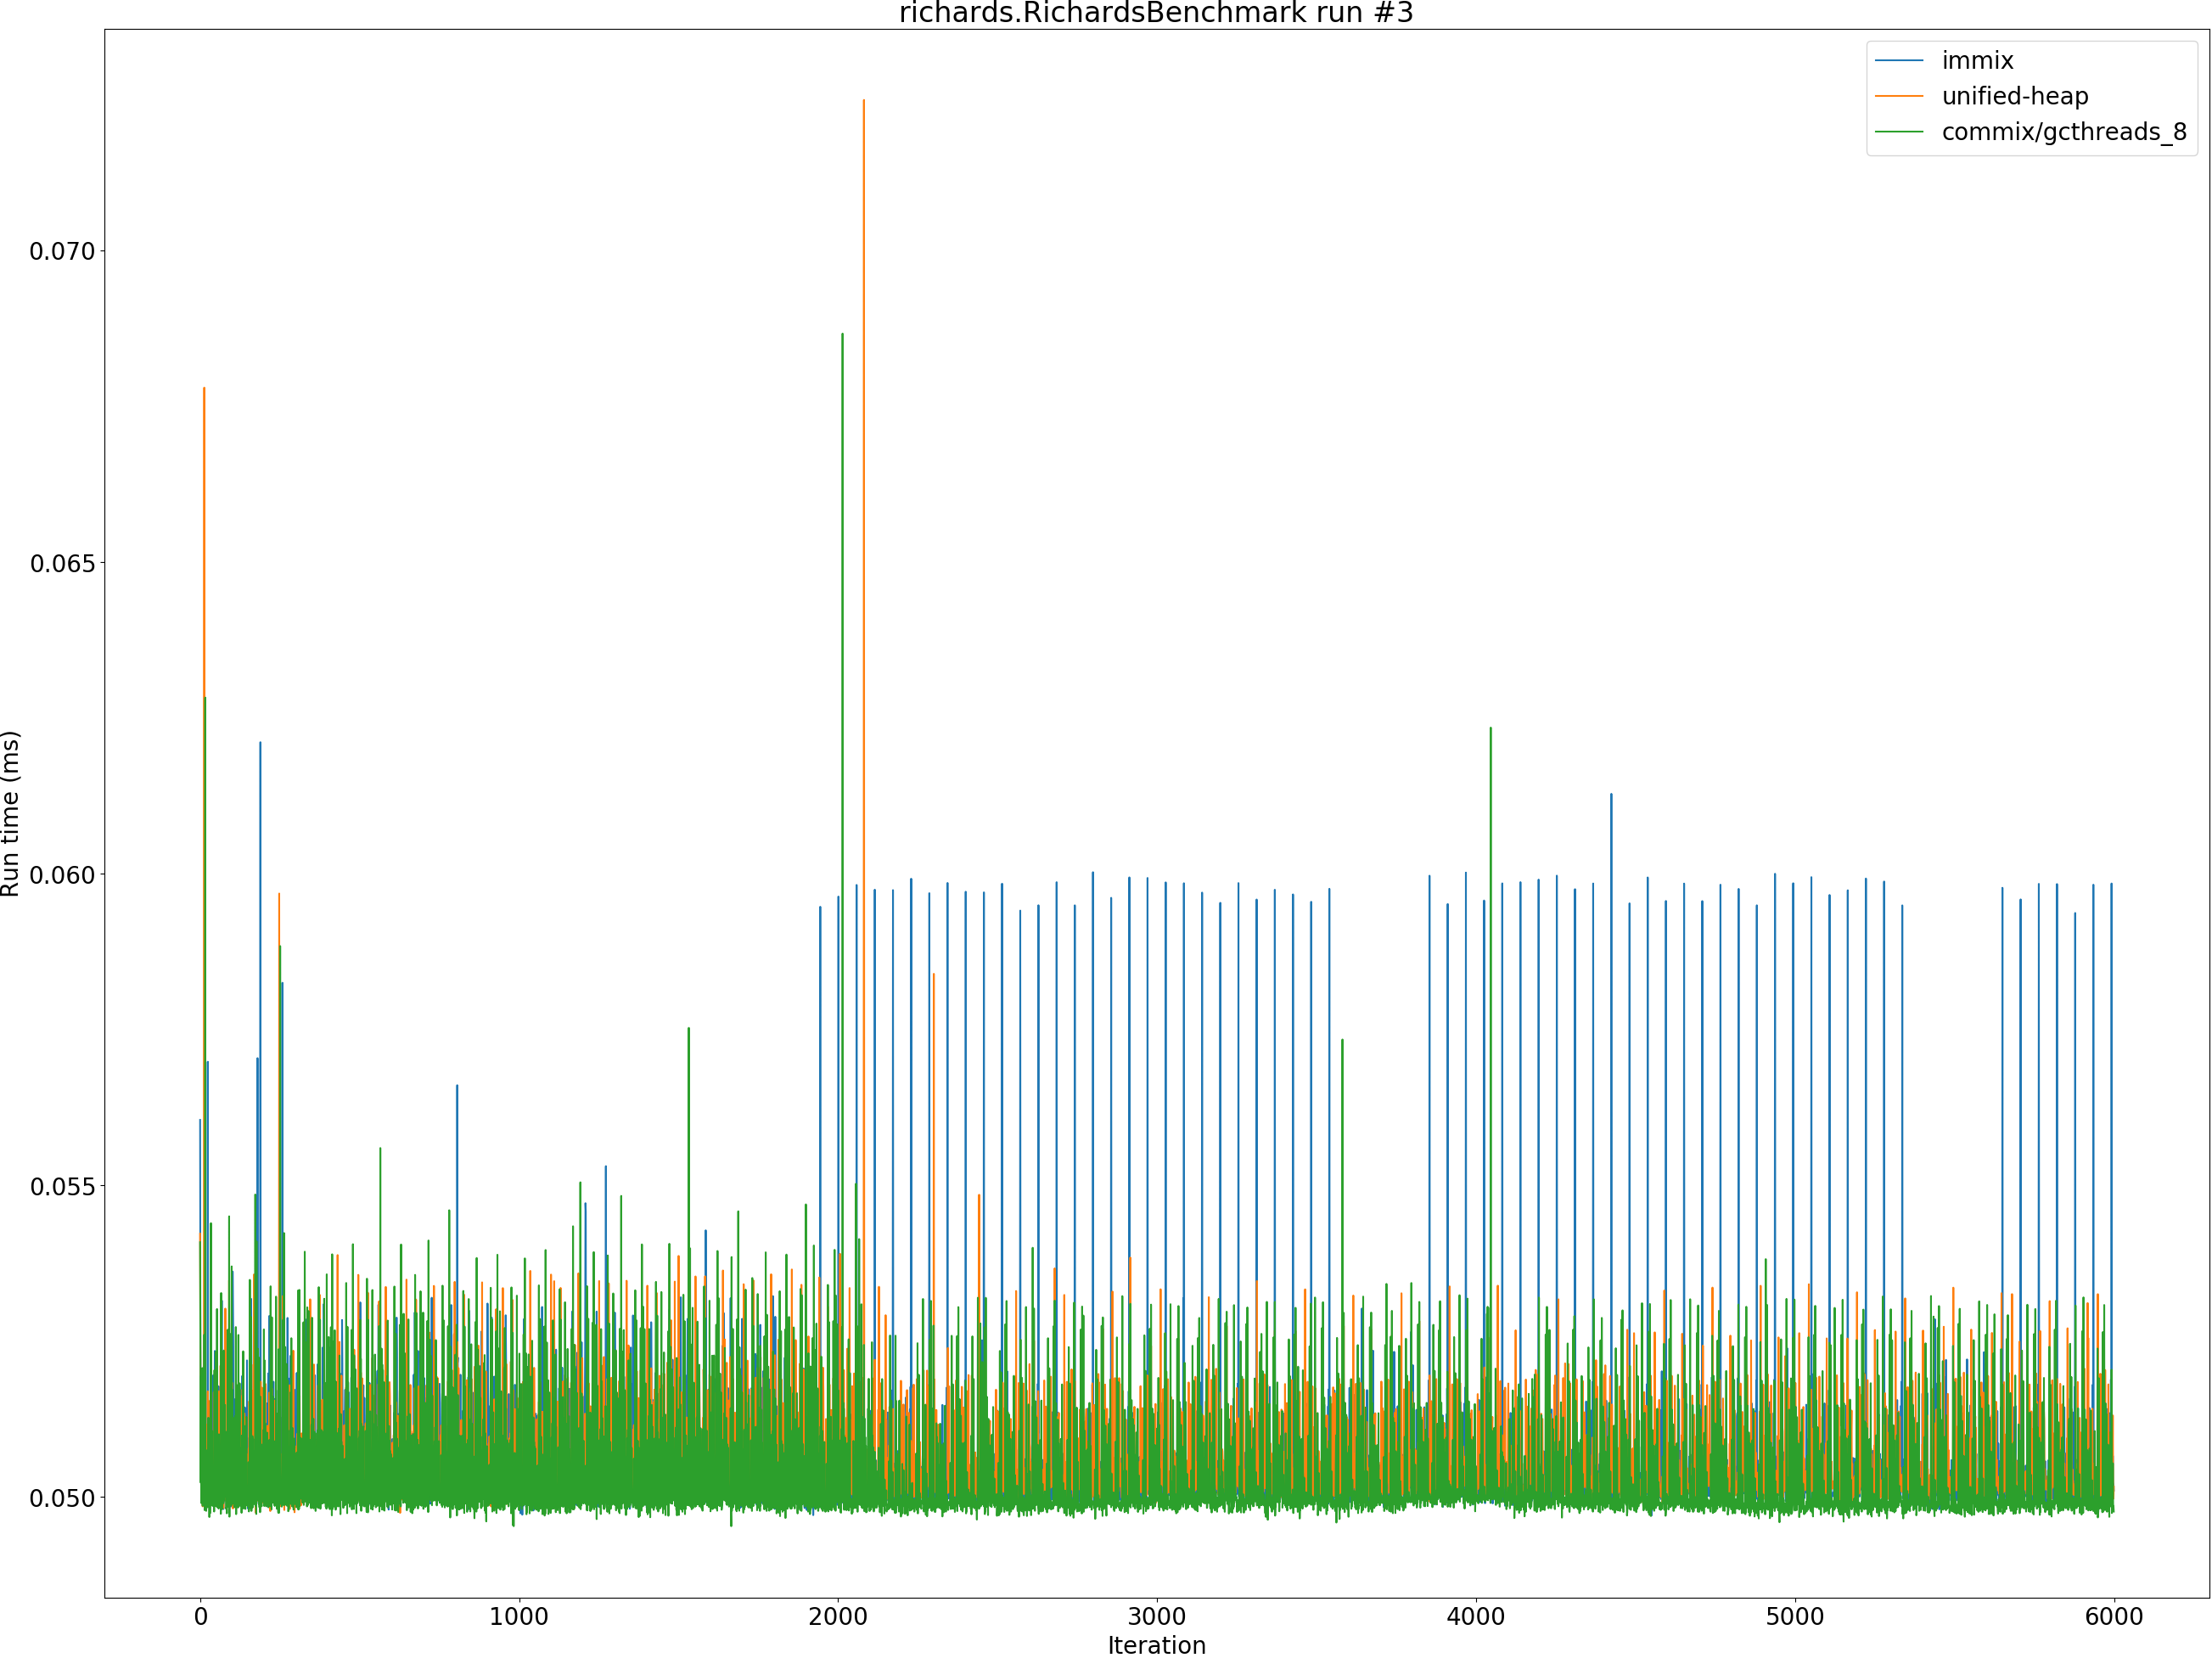 richards.RichardsBenchmark run #3
immix
unified-heap
commix/gcthreads_8
Run time (ms)
0.070
0.065
0.060
0.055
0.050
0 1000 2000 3000 4000 5000 6000
Iteration